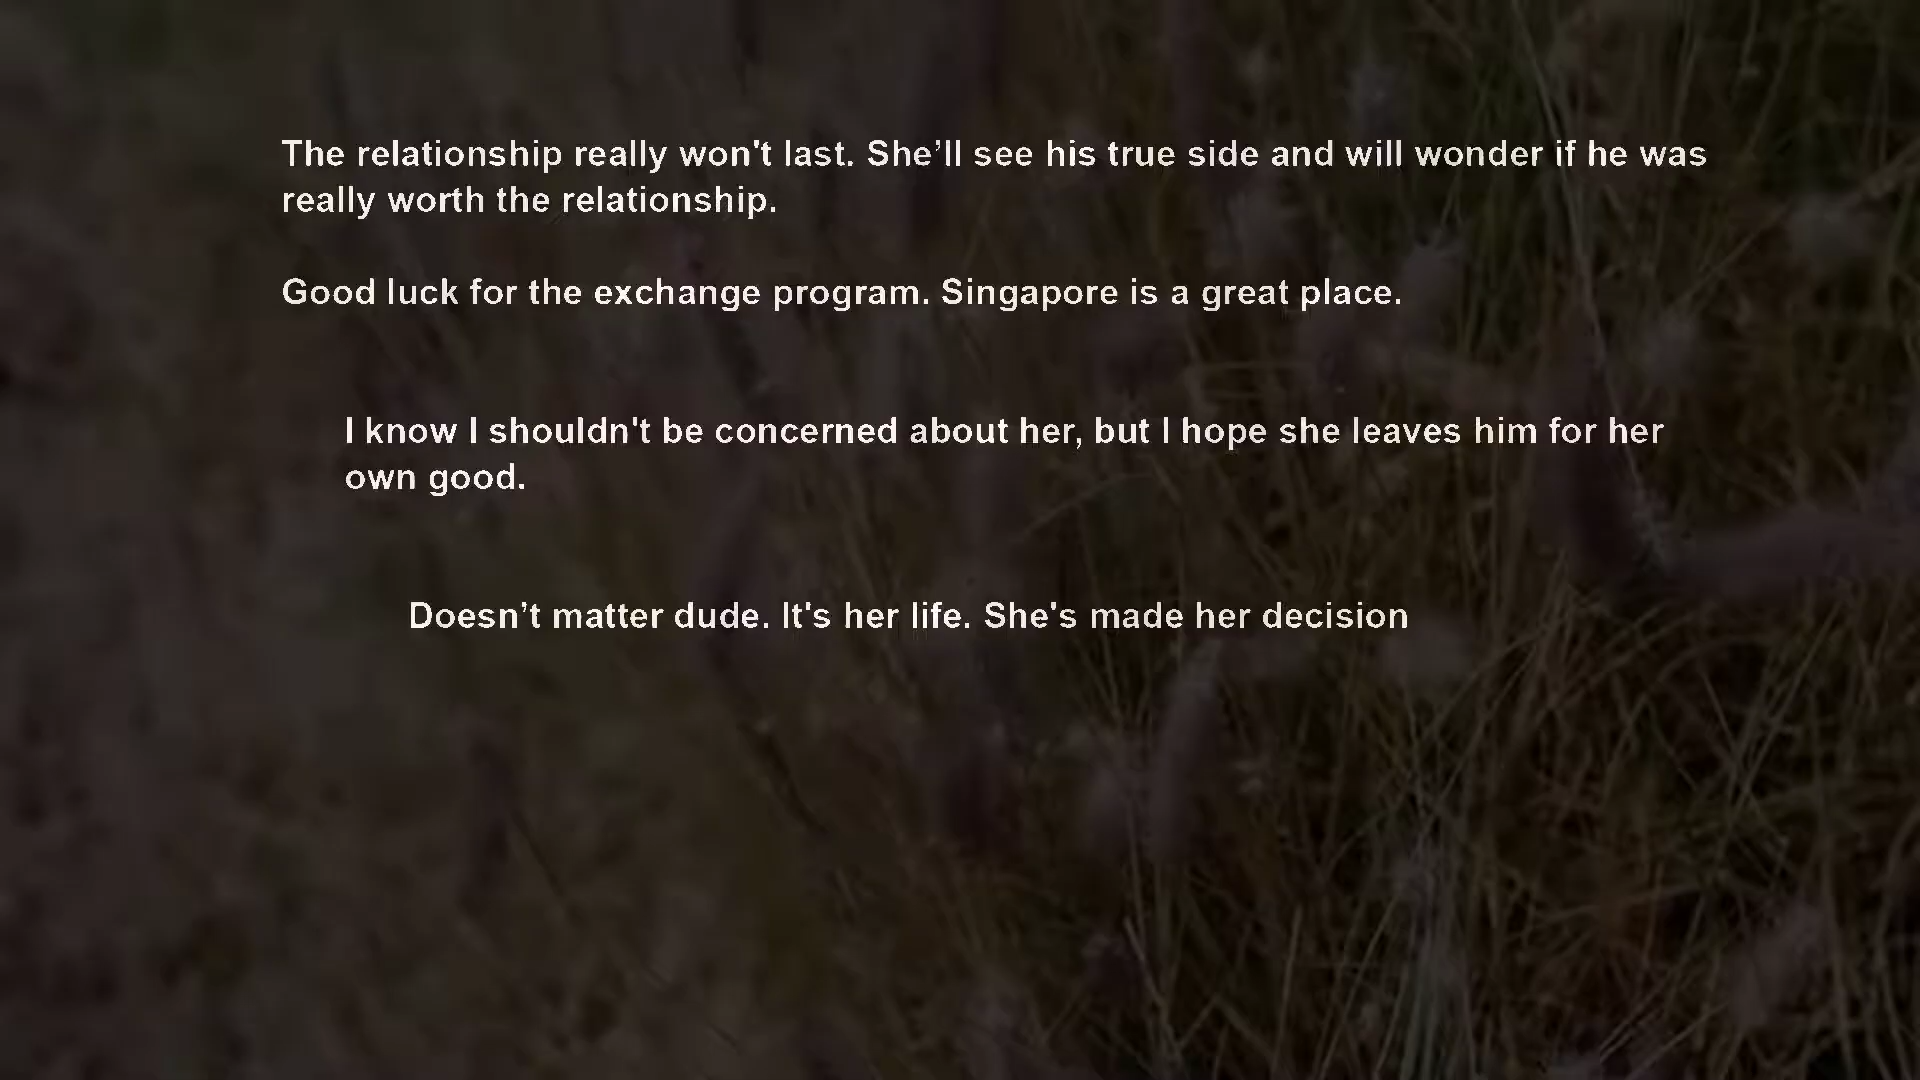 The relationship really won't last. She’ll see his true side and will wonder if he was
really worth the relationship.
Good luck for the exchange program. Singapore is a great place.
I know I shouldn't be concerned about her, but I hope she leaves him for her
own good.
Doesn’t matter dude. It's her life. She's made her decision